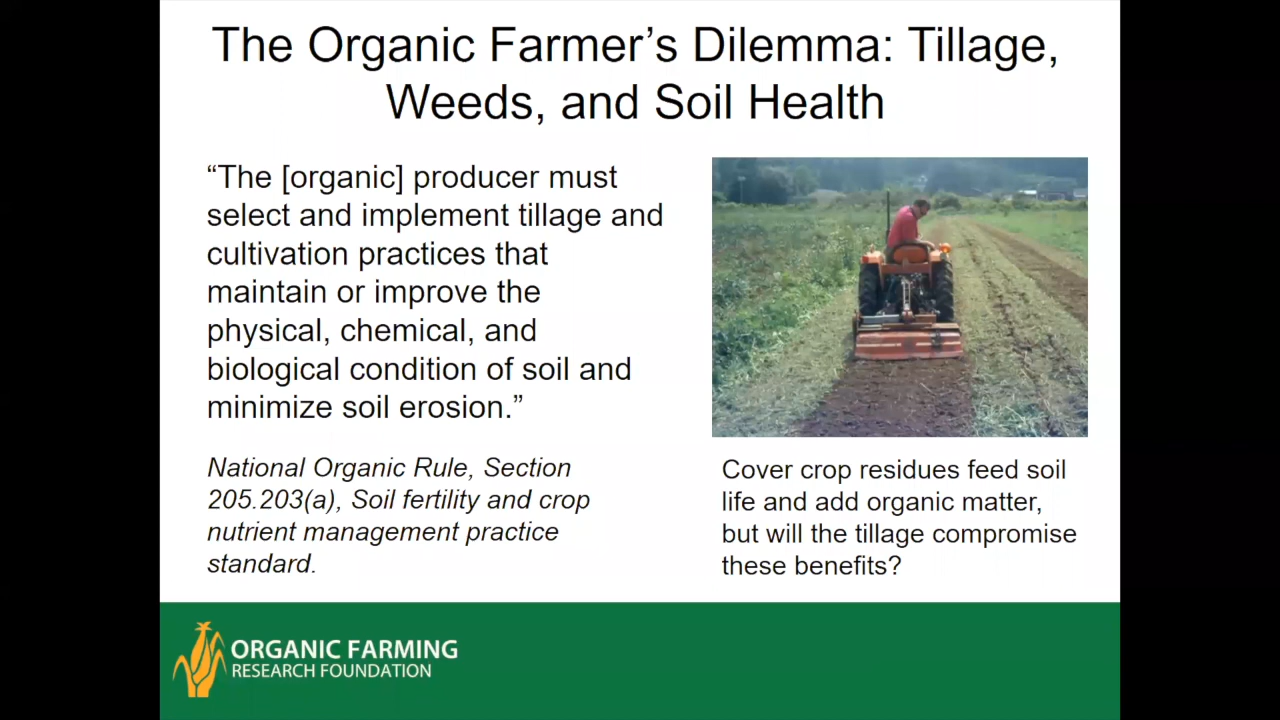 The Organic Farmer’s Dilemma: Tillage,
Weeds, and Soil Health
“The [organic] producer must
select and implement tillage and
cultivation practices that
maintain or improve the
physical, chemical, and
biological condition of soil and
minimize soil erosion.”
National Organic Rule, Section
205.203(a), Soil fertility and crop
nutrient management practice
standard.
Cover crop residues feed soil
life and add organic matter,
but will the tillage compromise
these benefits?
ORGANIC FARMING
RESEARCH FOUNDATION